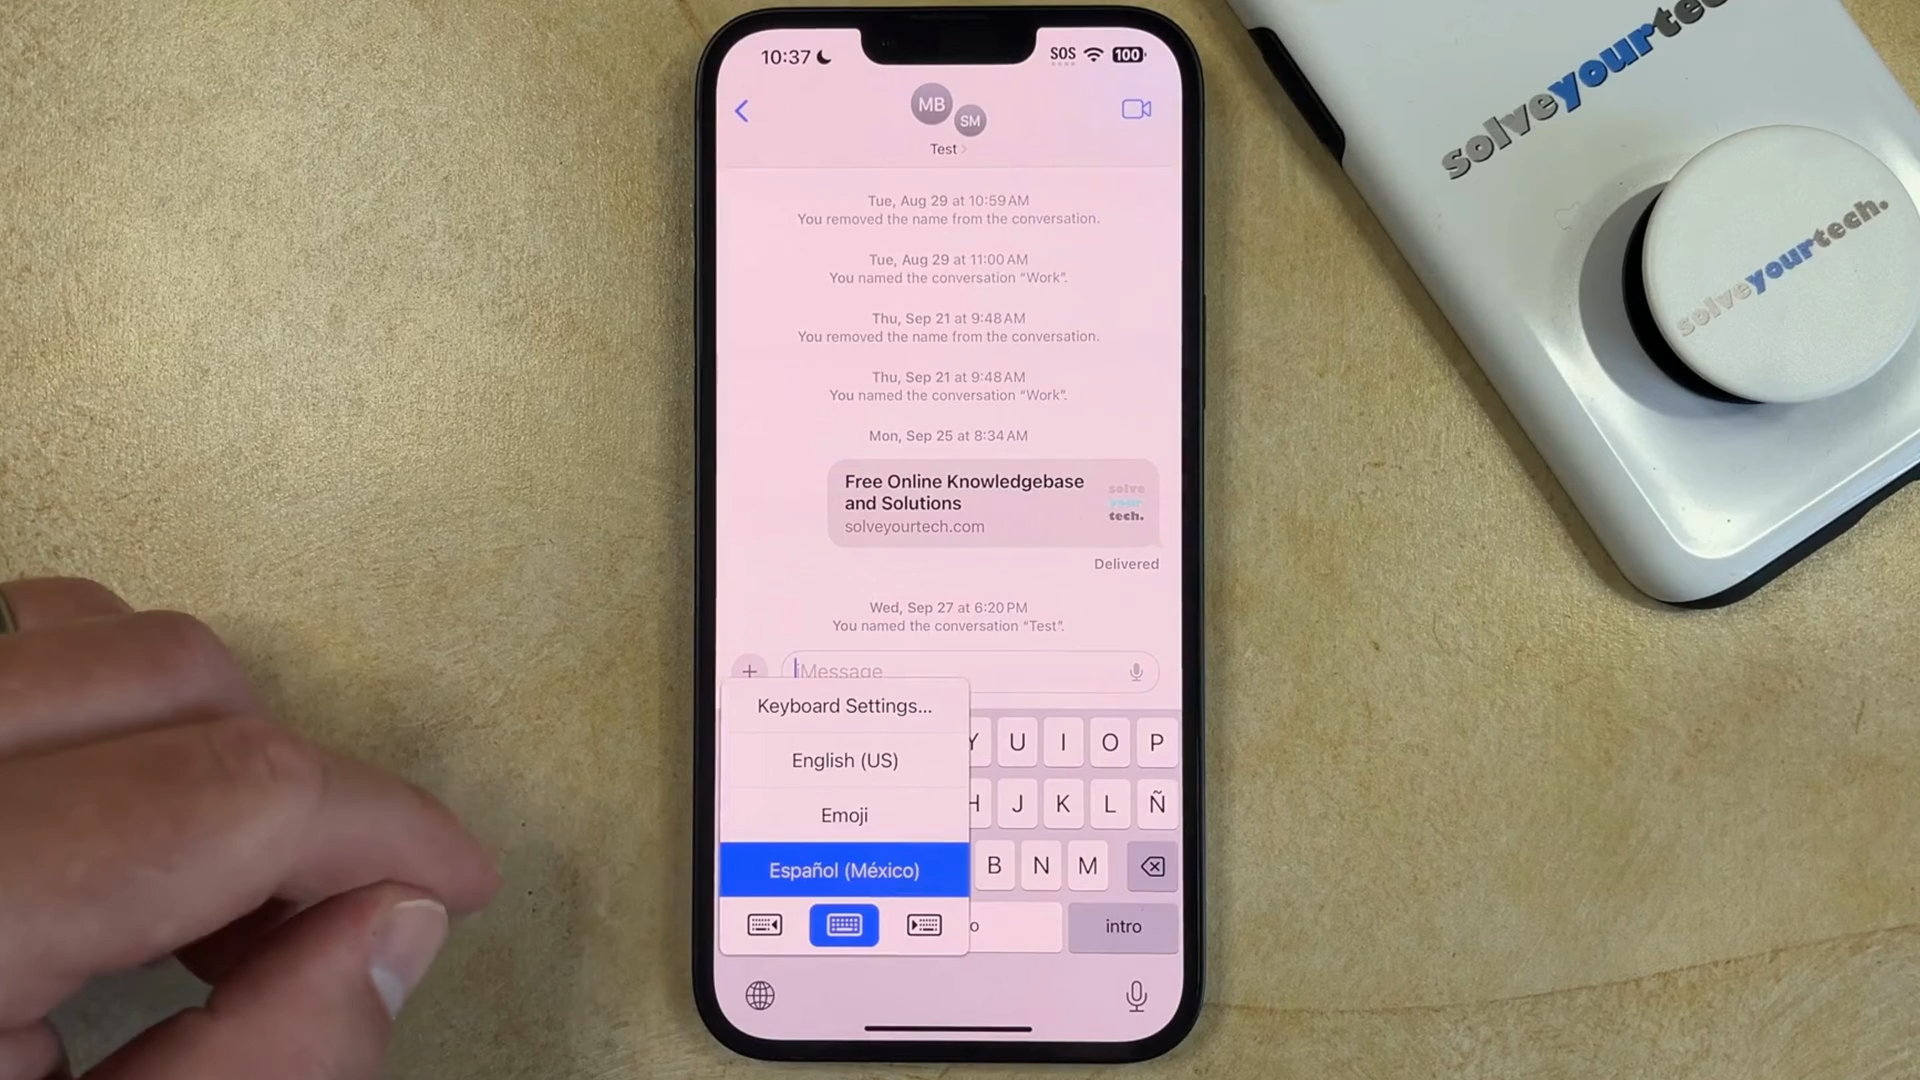 10:37
SOS
100
MB
SM
Test
Tue, Aug 29 at 10:59 AM
You removed the name from the conversation.
Tue, Aug 29 at 11:00 AM
You named the conversation "Work".
Thu, Sep 21 at 9:48 AM
You removed the name from the conversation.
Thu, Sep 21 at 9:48 AM
You named the conversation "Work".
Mon, Sep 25 at 8:34 AM
Free Online Knowledgebase
and Solutions
solveyourtech.com
solve
your
tech.
Delivered
Wed, Sep 27 at 6:20 PM
You named the conversation "Test".
iMessage
Keyboard Settings...
English (US)
Emoji
Español (México)
Y U I O P
H J K L Ñ
B N M
o
intro
solveyourtech
solveyourtech.